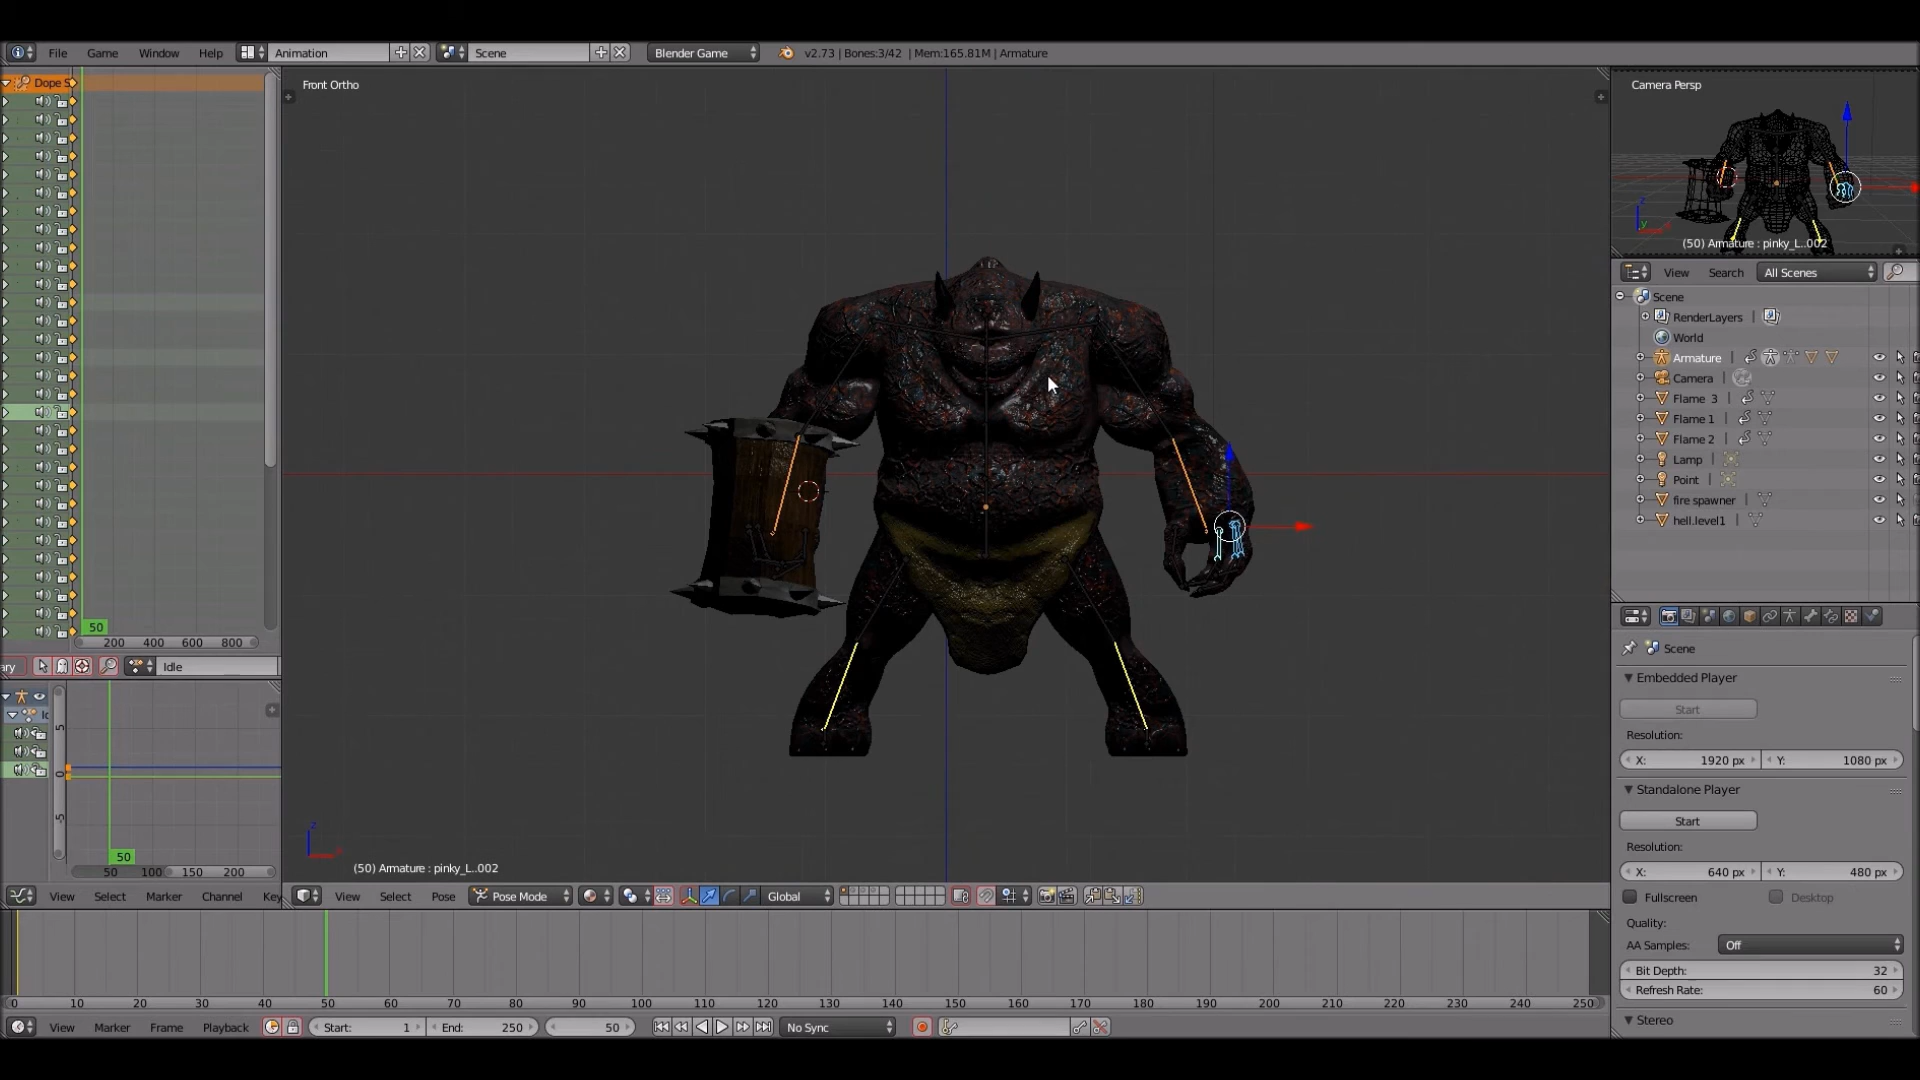 File Game Window Help Animation Scene Blender Game v2.73 | Bones:3/42 | Mem:165.81M | Armature
Dope S
Front Ortho
Camera Persp
(50) Armature : pinky_L..002
View Search All Scenes
Scene
RenderLayers
World
Armature
Camera
Flame 3
Flame 1
Flame 2
Lamp
Point
fire spawner
hell.level1
50
200 400 600 800
ary Idle
Scene
Embedded Player
Start
Resolution:
X: 1920 px Y: 1080 px
Standalone Player
Start
Resolution:
X: 640 px Y: 480 px
Fullscreen Desktop
Quality:
AA Samples: Off
Bit Depth: 32
Refresh Rate: 60
Stereo
5
0
-5
50
50 100 150 200
z
(50) Armature : pinky_L..002
View Select Marker Channel Key
View Select Pose Pose Mode Global
0 10 20 30 40 50 60 70 80 90 100 110 120 130 140 150 160 170 180 190 200 210 220 230 240 250
View Marker Frame Playback Start: 1 End: 250 50 No Sync